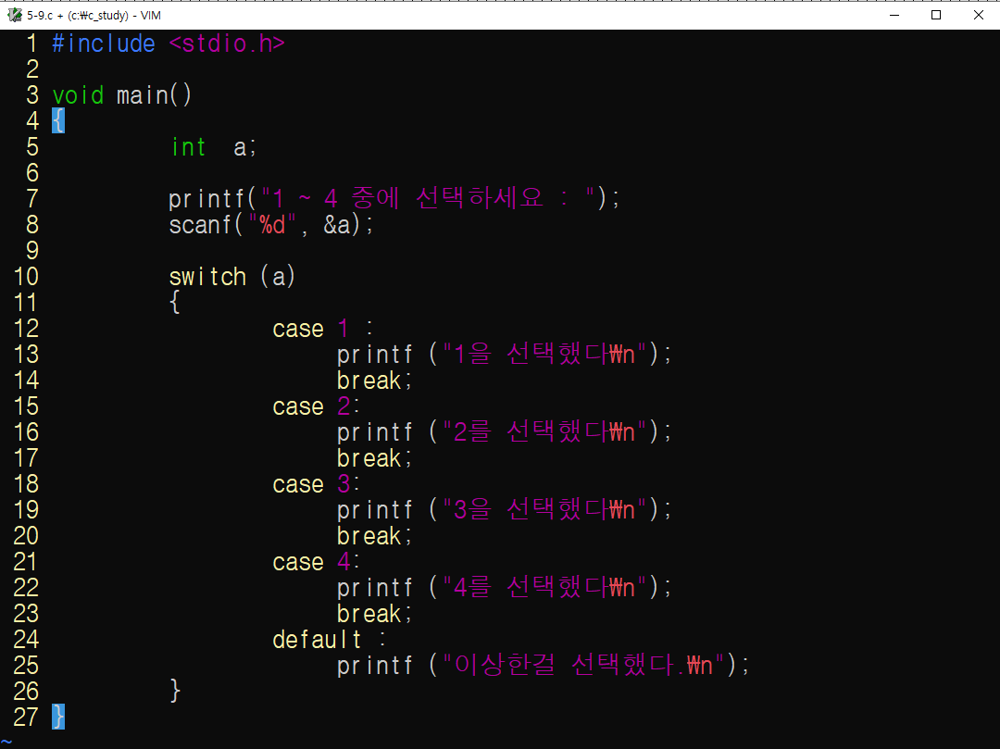 5-9.c + (c:₩c_study) - VIM
1 #include <stdio.h>
2
3 void main()
4 {
5 int  a;
6
7 printf("1 ~ 4 중에 선택하세요 : ");
8 scanf("%d", &a);
9
10 switch (a)
11 {
12 case 1 :
13 printf ("1을 선택했다₩n");
14 break;
15 case 2:
16 printf ("2를 선택했다₩n");
17 break;
18 case 3:
19 printf ("3을 선택했다₩n");
20 break;
21 case 4:
22 printf ("4를 선택했다₩n");
23 break;
24 default :
25 printf ("이상한걸 선택했다.₩n");
26 }
27 }
~